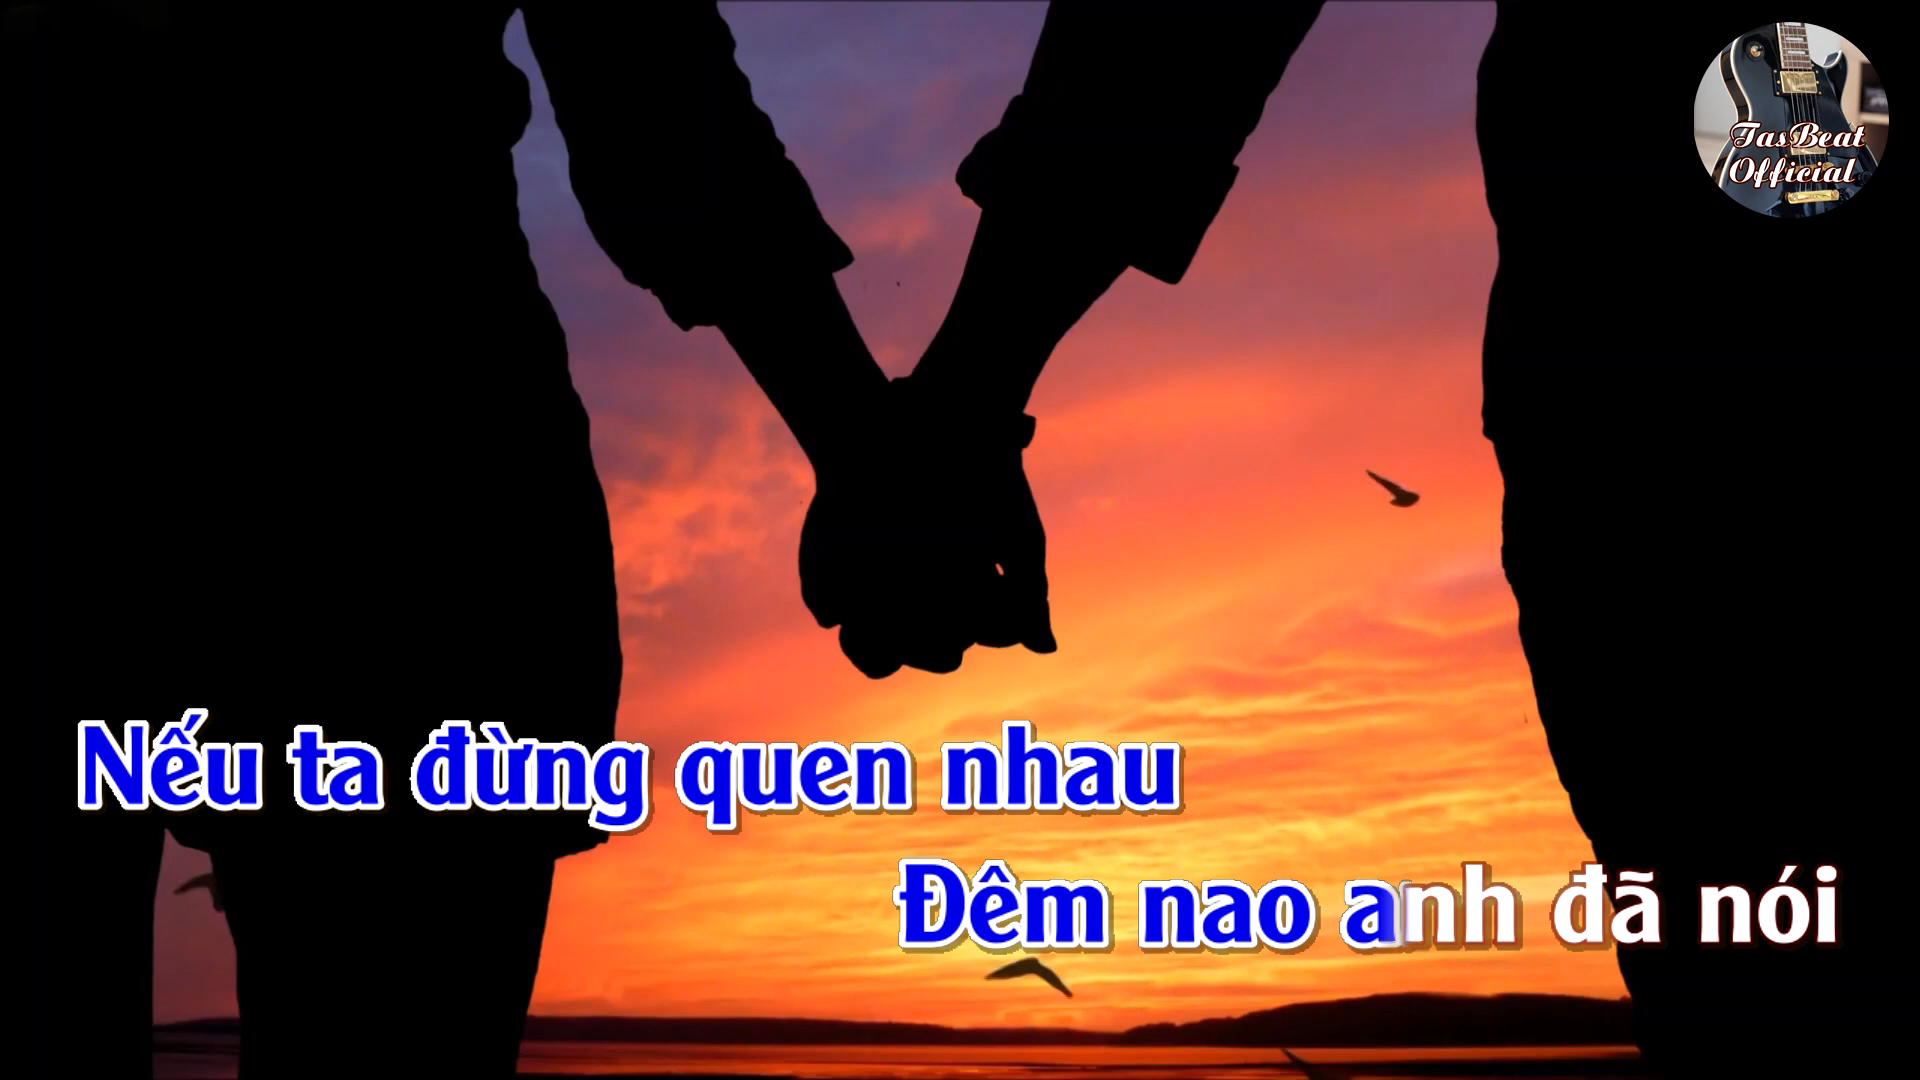 TasBeat
Official
Nếu ta đừng quen nhau
Đêm nao anh đã nói